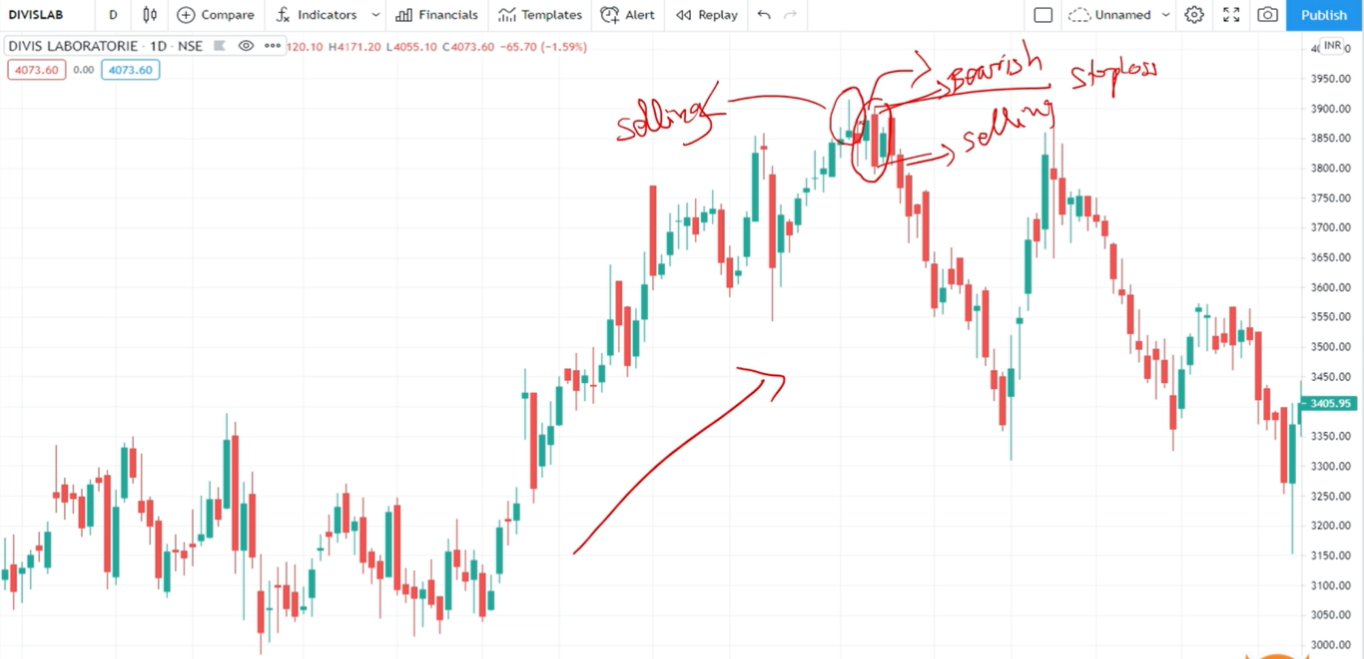 DIVISLAB D Compare Indicators Financials Templates Alert Replay Unnamed Publish
DIVIS LABORATORIE · 1D · NSE 120.10 H4171.20 L4055.10 C4073.60 −65.70 (−1.59%)
INR
4073.60 0.00 4073.60
3950.00
3900.00
3850.00
3800.00
3750.00
3700.00
3650.00
3600.00
3550.00
3500.00
3450.00
3405.95
3350.00
3300.00
3250.00
3200.00
3150.00
3100.00
3050.00
3000.00
Bearish
Stoploss
selling
selling